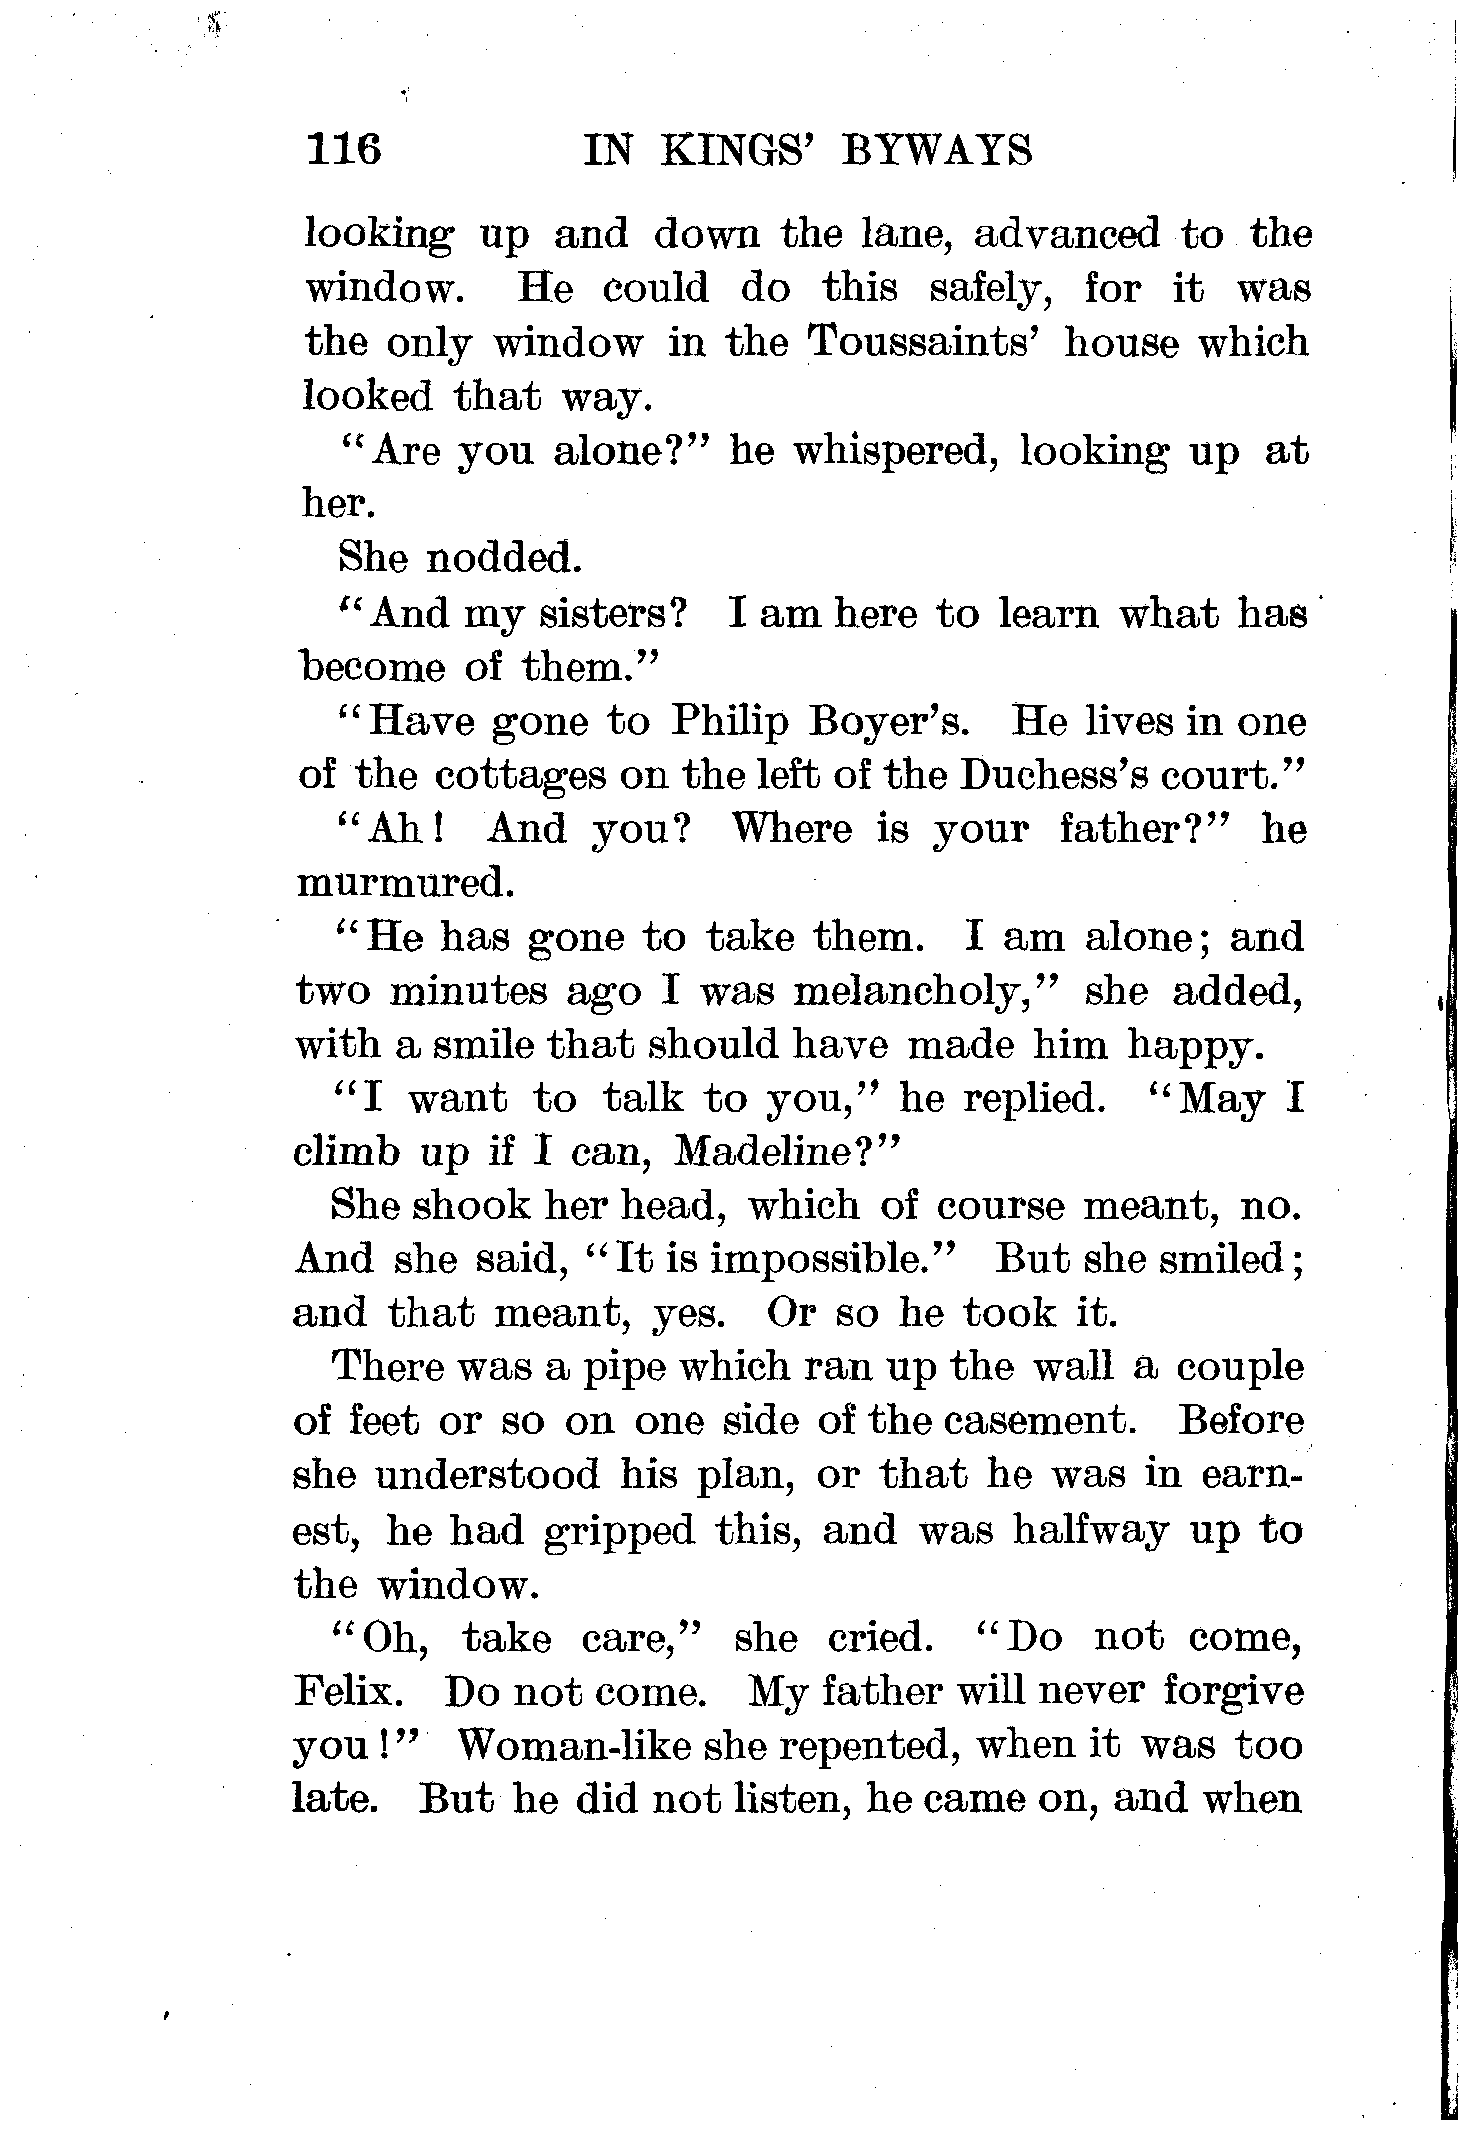 116 IN KINGS' BYWAYS
looking up and down the lane, advanced to the
window. He could do this safely, for it was
the only window in the Toussaints' house which
looked that way.
"Are you alone?" he whispered, looking up at
her.
She nodded.
"And my sisters? I am here to learn what has
become of them."
"Have gone to Philip Boyer's. He lives in one
of the cottages on the left of the Duchess's court."
"Ah! And you? Where is your father?" he
murmured.
"He has gone to take them. I am alone; and
two minutes ago I was melancholy," she added,
with a smile that should have made him happy.
"I want to talk to you," he replied. "May I
climb up if I can, Madeline?"
She shook her head, which of course meant, no.
And she said, "It is impossible." But she smiled;
and that meant, yes. Or so he took it.
There was a pipe which ran up the wall a couple
of feet or so on one side of the casement. Before
she understood his plan, or that he was in earn-
est, he had gripped this, and was halfway up to
the window.
"Oh, take care," she cried. "Do not come,
Felix. Do not come. My father will never forgive
you!" Woman-like she repented, when it was too
late. But he did not listen, he came on, and when